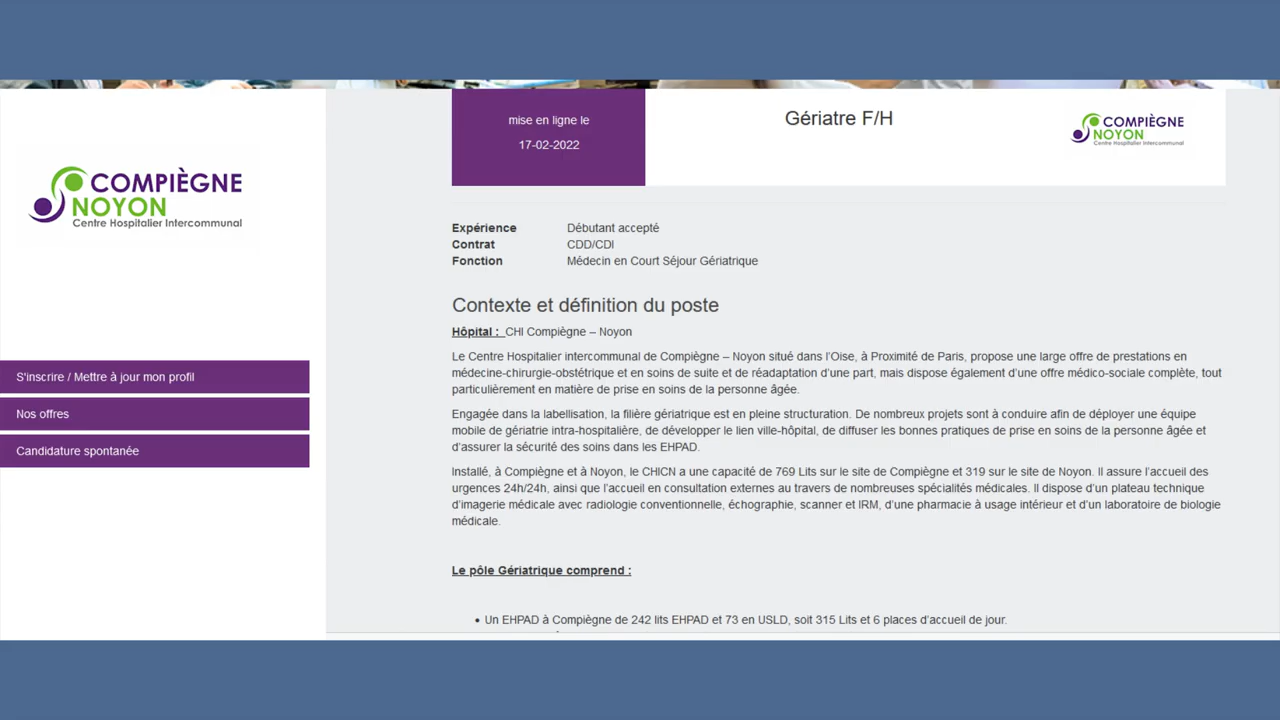 mise en ligne le
17-02-2022
Gériatre F/H
COMPIÈGNE
NOYON
Centre Hospitalier Intercommunal
COMPIÈGNE
NOYON
Centre Hospitalier Intercommunal
S'inscrire / Mettre à jour mon profil
Nos offres
Candidature spontanée
Expérience Débutant accepté
Contrat CDD/CDI
Fonction Médecin en Court Séjour Gériatrique
Contexte et définition du poste
Hôpital : CHI Compiègne – Noyon
Le Centre Hospitalier intercommunal de Compiègne – Noyon situé dans l’Oise, à Proximité de Paris, propose une large offre de prestations en
médecine-chirurgie-obstétrique et en soins de suite et de réadaptation d’une part, mais dispose également d’une offre médico-sociale complète, tout
particulièrement en matière de prise en soins de la personne âgée.
Engagée dans la labellisation, la filière gériatrique est en pleine structuration. De nombreux projets sont à conduire afin de déployer une équipe
mobile de gériatrie intra-hospitalière, de développer le lien ville-hôpital, de diffuser les bonnes pratiques de prise en soins de la personne âgée et
d’assurer la sécurité des soins dans les EHPAD.
Installé, à Compiègne et à Noyon, le CHICN a une capacité de 769 Lits sur le site de Compiègne et 319 sur le site de Noyon. Il assure l’accueil des
urgences 24h/24h, ainsi que l’accueil en consultation externes au travers de nombreuses spécialités médicales. Il dispose d’un plateau technique
d’imagerie médicale avec radiologie conventionnelle, échographie, scanner et IRM, d’une pharmacie à usage intérieur et d’un laboratoire de biologie
médicale.
Le pôle Gériatrique comprend :
• Un EHPAD à Compiègne de 242 lits EHPAD et 73 en USLD, soit 315 Lits et 6 places d’accueil de jour.